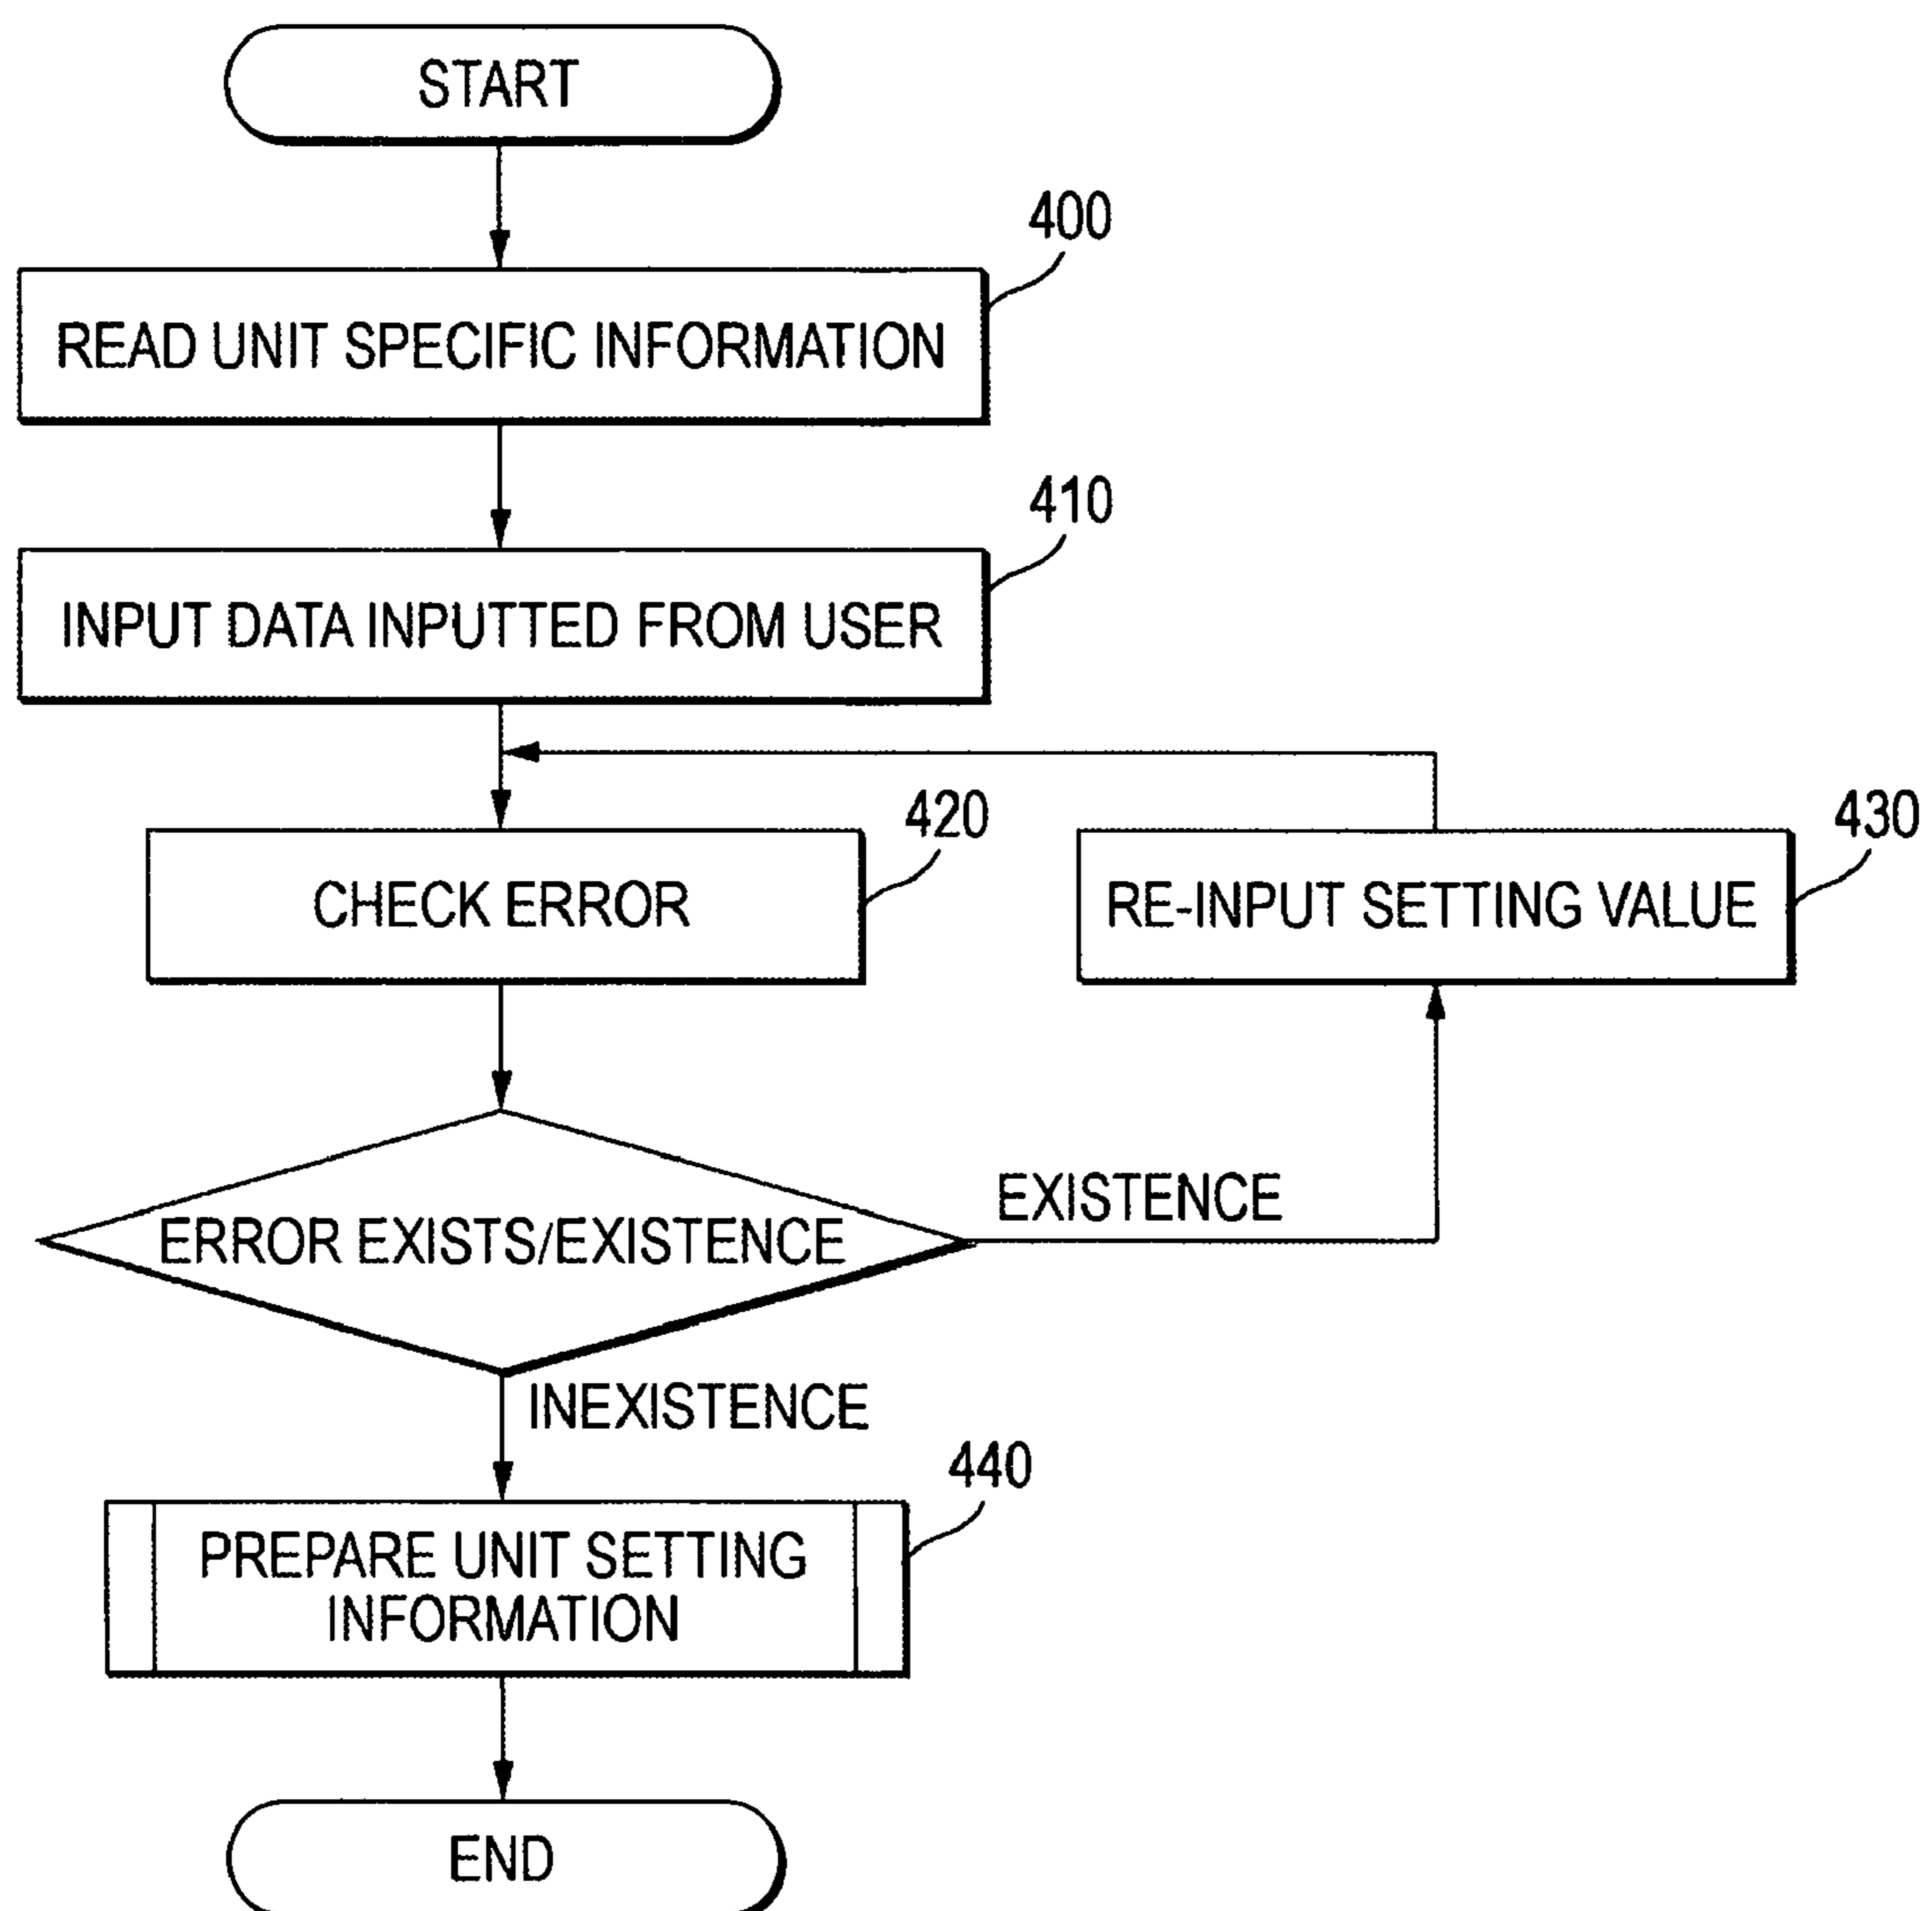 START
400
READ UNIT SPECIFIC INFORMATION
410
INPUT DATA INPUTTED FROM USER
420
CHECK ERROR
430
RE-INPUT SETTING VALUE
ERROR EXISTS/EXISTENCE
EXISTENCE
INEXISTENCE
440
PREPARE UNIT SETTING
INFORMATION
END